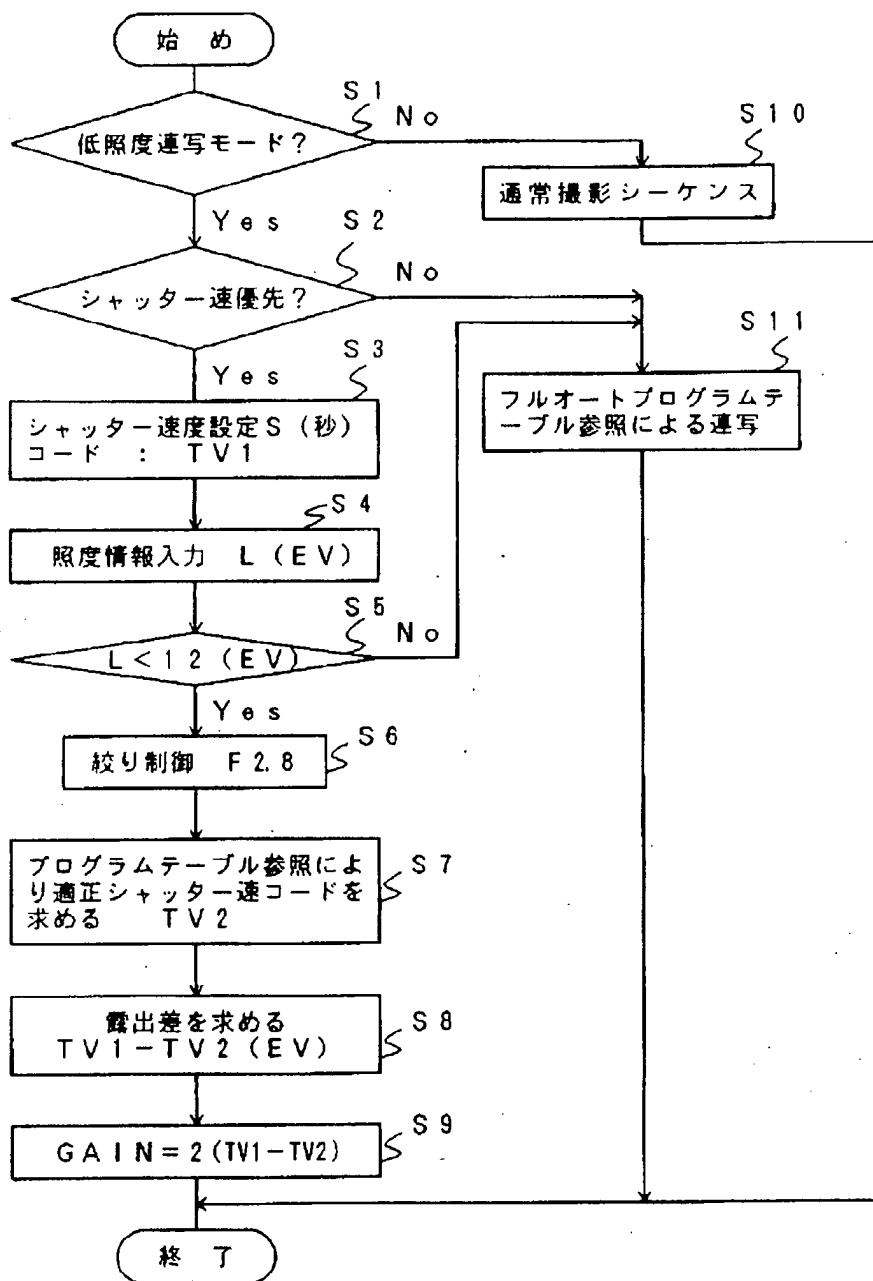 始め
S1
低照度連写モード？
No
S10
通常撮影シーケンス
Yes
S2
シャッター速優先？
No
S11
フルオートプログラムテ
ーブル参照による連写
Yes
S3
シャッター速度設定S（秒）
コード ： TV1
S4
照度情報入力 L（EV）
S5
L＜12（EV）
No
Yes
S6
絞り制御 F2.8
S7
プログラムテーブル参照によ
り適正シャッター速コードを
求める TV2
S8
露出差を求める
TV1－TV2（EV）
S9
GAIN＝2(TV1－TV2)
終了